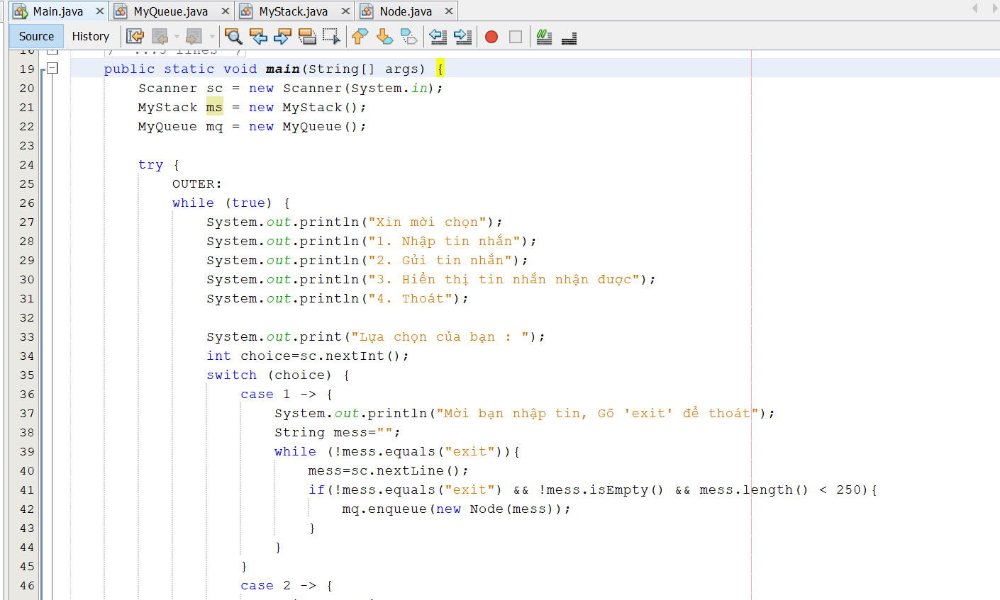 Main.java MyQueue.java MyStack.java Node.java
Source History
19 public static void main(String[] args) {
20 Scanner sc = new Scanner(System.in);
21 MyStack ms = new MyStack();
22 MyQueue mq = new MyQueue();
23
24 try {
25 OUTER:
26 while (true) {
27 System.out.println("Xin mời chọn");
28 System.out.println("1. Nhập tin nhắn");
29 System.out.println("2. Gửi tin nhắn");
30 System.out.println("3. Hiển thị tin nhắn nhận được");
31 System.out.println("4. Thoát");
32
33 System.out.print("Lựa chọn của bạn : ");
34 int choice=sc.nextInt();
35 switch (choice) {
36 case 1 -> {
37 System.out.println("Mời bạn nhập tin, Gõ 'exit' để thoát");
38 String mess="";
39 while (!mess.equals("exit")){
40 mess=sc.nextLine();
41 if(!mess.equals("exit") && !mess.isEmpty() && mess.length() < 250){
42 mq.enqueue(new Node(mess));
43 }
44 }
45 }
46 case 2 -> {